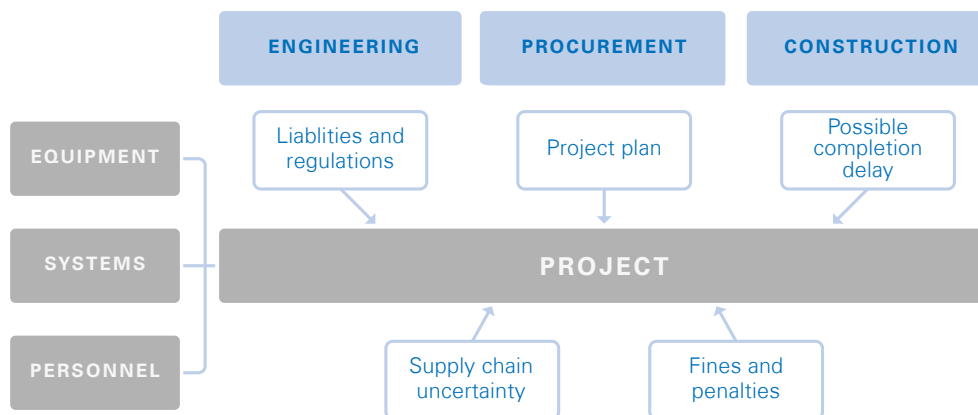 ENGINEERING
PROCUREMENT
CONSTRUCTION
Liablities and
regulations
Project plan
Possible
completion
delay
EQUIPMENT
SYSTEMS
PERSONNEL
PROJECT
Supply chain
uncertainty
Fines and
penalties